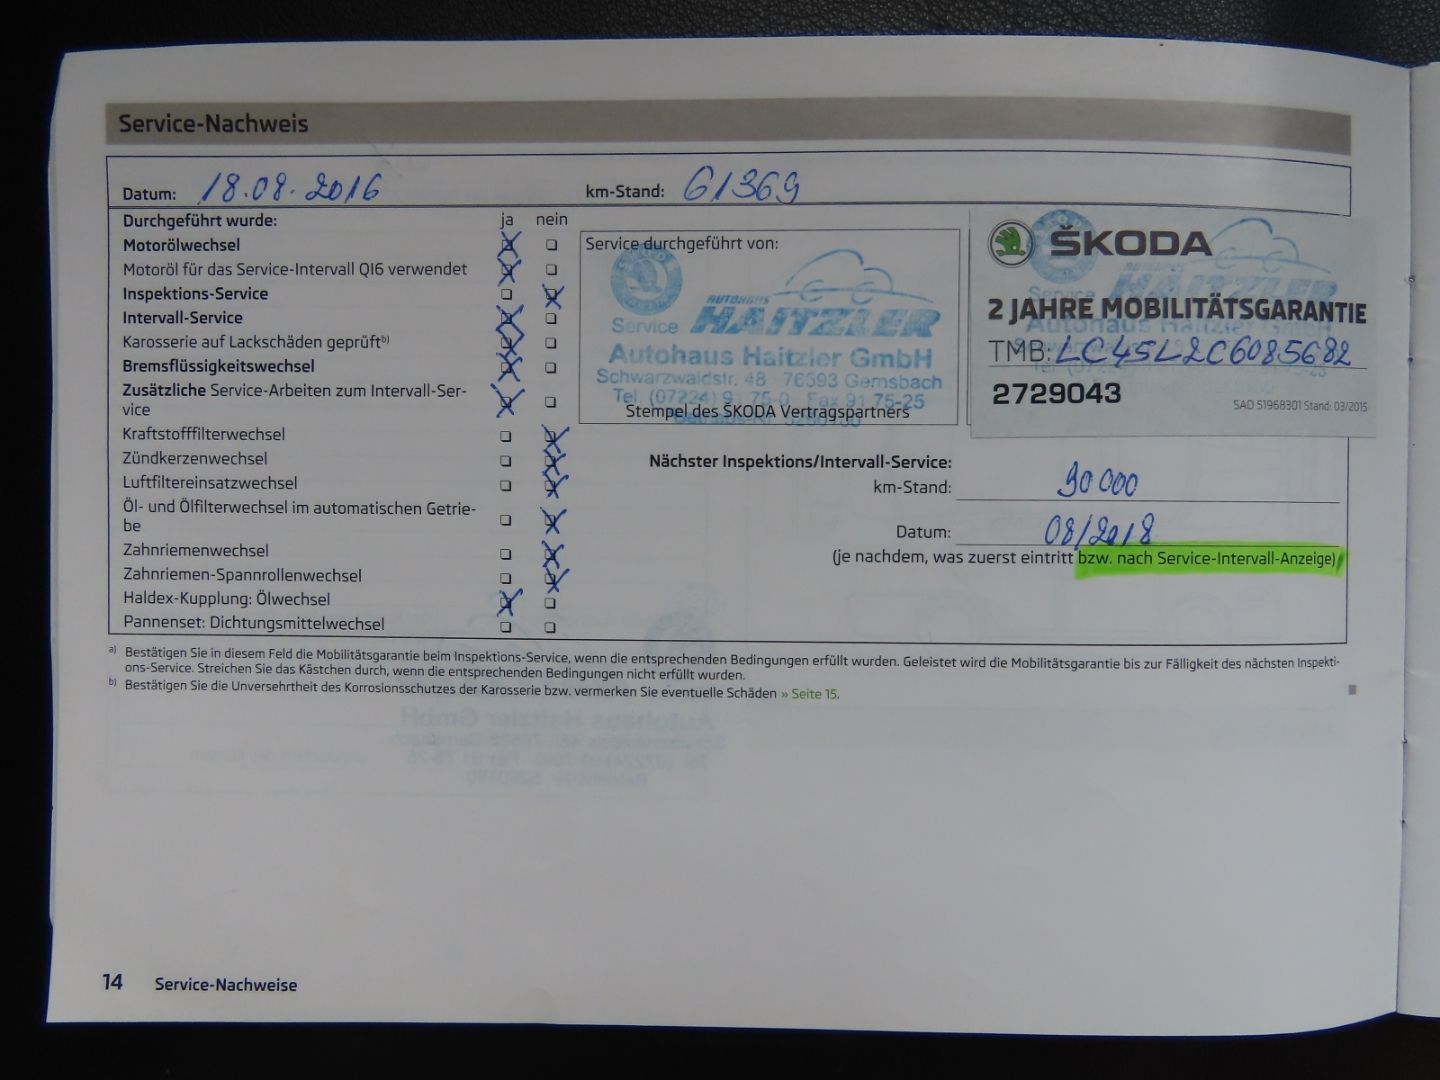 Service-Nachweis
Datum: 18.08.2016 km-Stand: 61369
Durchgeführt wurde: ja nein
Motorölwechsel
Motoröl für das Service-Intervall QI6 verwendet
Inspektions-Service
Intervall-Service
Karosserie auf Lackschäden geprüft b)
Bremsflüssigkeitswechsel
Zusätzliche Service-Arbeiten zum Intervall-Ser-
vice
Kraftstofffilterwechsel
Zündkerzenwechsel
Luftfiltereinsatzwechsel
Öl- und Ölfilterwechsel im automatischen Getrie-
be
Zahnriemenwechsel
Zahnriemen-Spannrollenwechsel
Haldex-Kupplung: Ölwechsel
Pannenset: Dichtungsmittelwechsel
Service durchgeführt von:
AUTOHAUS
Service HAITZLER
Autohaus Haitzler GmbH
Schwarzwaldstr. 48 · 76593 Gernsbach
Tel. (07224) 91 75-0 Fax 91 75-25
Stempel des ŠKODA Vertragspartners
ŠKODA
2 JAHRE MOBILITÄTSGARANTIE
TMB: LC45L2C6085682
2729043
SAD 51968301 Stand: 03/2015
Nächster Inspektions/Intervall-Service:
km-Stand: 90000
Datum: 08/2018
(je nachdem, was zuerst eintritt bzw. nach Service-Intervall-Anzeige)
a) Bestätigen Sie in diesem Feld die Mobilitätsgarantie beim Inspektions-Service, wenn die entsprechenden Bedingungen erfüllt wurden. Geleistet wird die Mobilitätsgarantie bis zur Fälligkeit des nächsten Inspekti-
ons-Service. Streichen Sie das Kästchen durch, wenn die entsprechenden Bedingungen nicht erfüllt wurden.
b) Bestätigen Sie die Unversehrtheit des Korrosionsschutzes der Karosserie bzw. vermerken Sie eventuelle Schäden » Seite 15.
14 Service-Nachweise